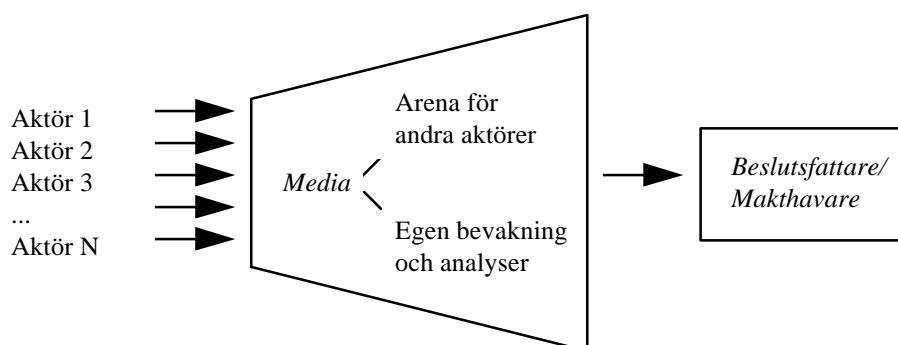 Aktör 1
Aktör 2
Aktör 3
...
Aktör N
Media
Arena för
andra aktörer
Egen bevakning
och analyser
Beslutsfattare/
Makthavare